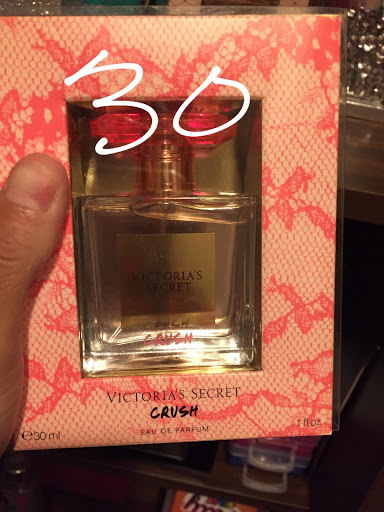 30
VICTORIA'S
SECRET
CRUSH
VICTORIA'S SECRET
CRUSH
EAU DE PARFUM
℮30 ml
1 fl oz